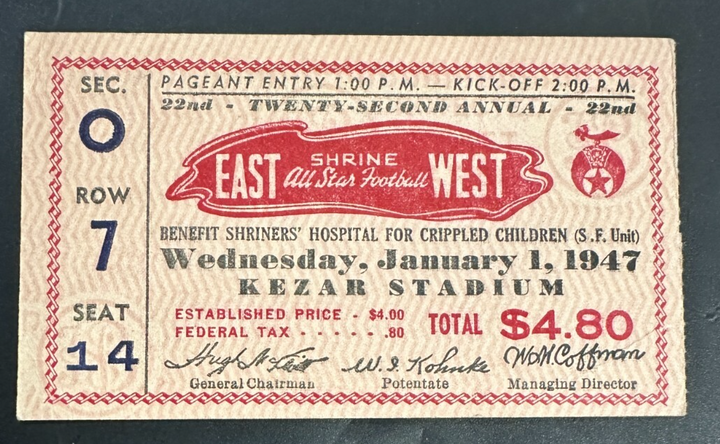 SEC.
O
ROW
7
SEAT
14
PAGEANT ENTRY 1:00 P.M. — KICK-OFF 2:00 P.M.
22nd - TWENTY-SECOND ANNUAL - 22nd
EAST SHRINE All Star Football WEST
BENEFIT SHRINERS' HOSPITAL FOR CRIPPLED CHILDREN (S.F. Unit)
Wednesday, January 1, 1947
KEZAR STADIUM
ESTABLISHED PRICE - $4.00
FEDERAL TAX - - - - - - .80
TOTAL $4.80
Hugh W. I. Kohnke Wm Coffman
General Chairman Potentate Managing Director